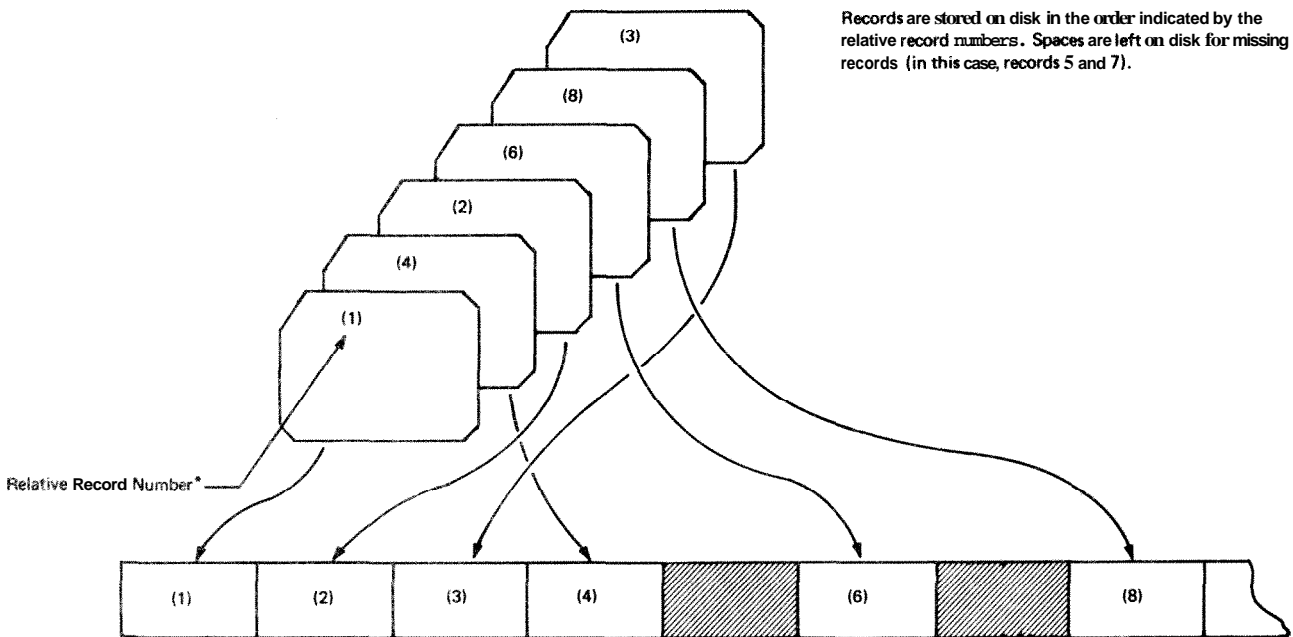 Records are stored on disk in the order indicated by the
relative record numbers. Spaces are left on disk for missing
records (in this case, records 5 and 7).
(3)
(8)
(6)
(2)
(4)
(1)
Relative Record Number*
(1) (2) (3) (4) (6) (8)